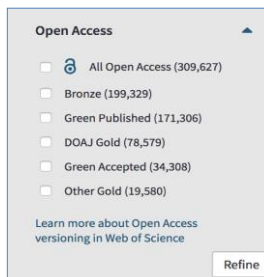 Open Access
All Open Access (309,627)
Bronze (199,329)
Green Published (171,306)
DOAJ Gold (78,579)
Green Accepted (34,308)
Other Gold (19,580)
Learn more about Open Access
versioning in Web of Science
Refine